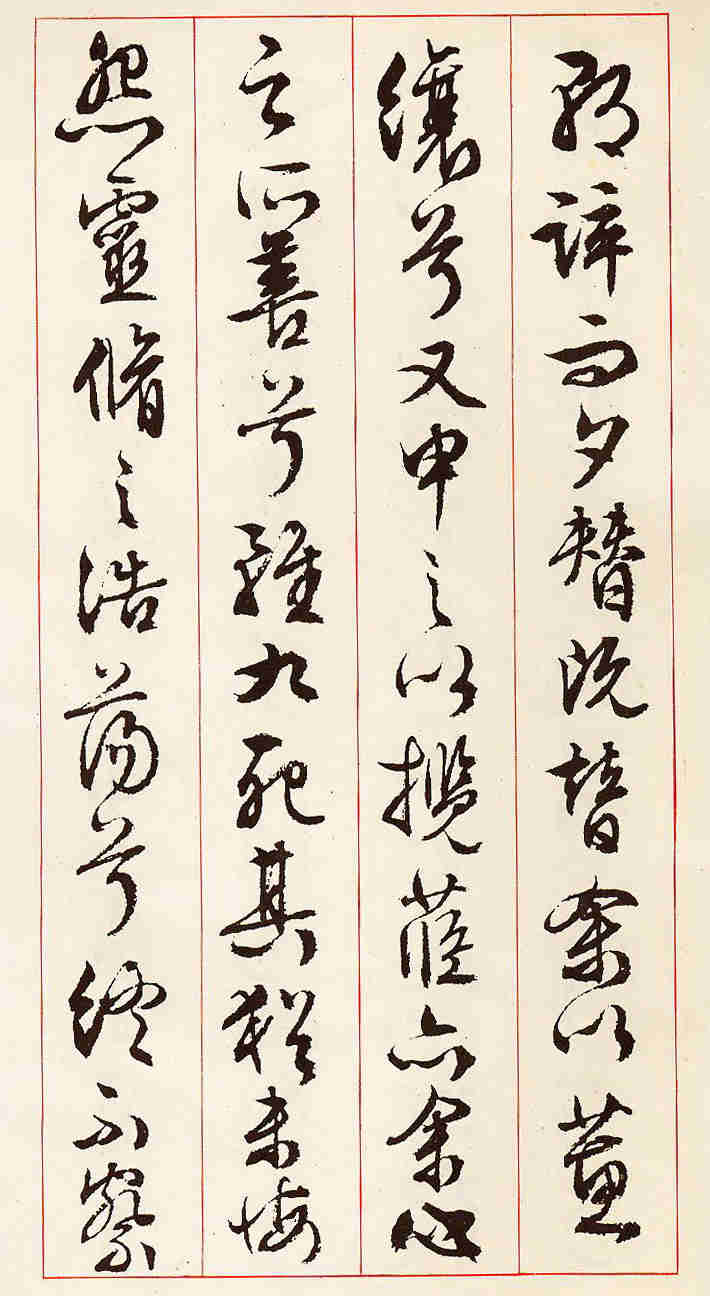 朝誶而夕替既替余以蕙
纕兮又申之以攬茝亦余心
之所善兮雖九死其猶未悔
怨靈脩之浩蕩兮終不察